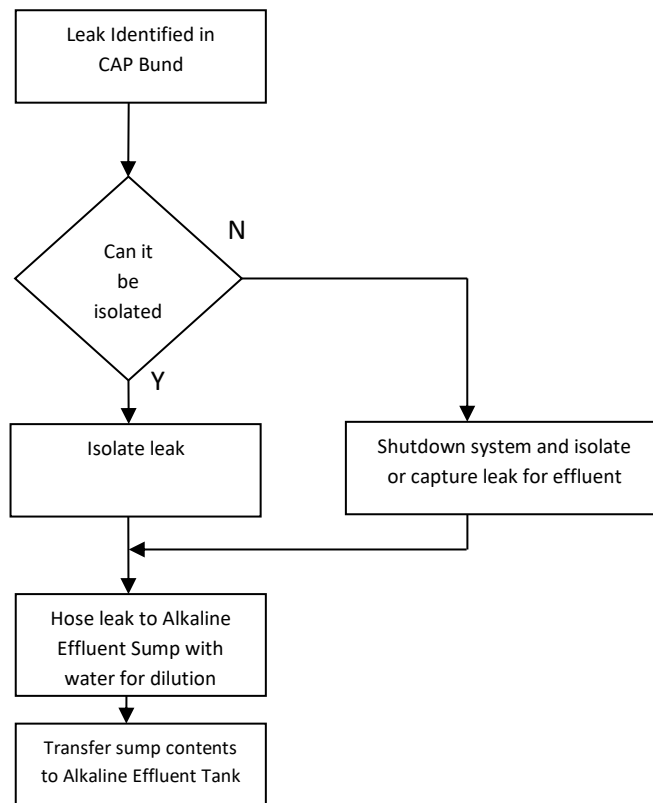 Leak Identified in
CAP Bund
N
Can it
be
isolated
Y
Isolate leak
Shutdown system and isolate
or capture leak for effluent
Hose leak to Alkaline
Effluent Sump with
water for dilution
Transfer sump contents
to Alkaline Effluent Tank